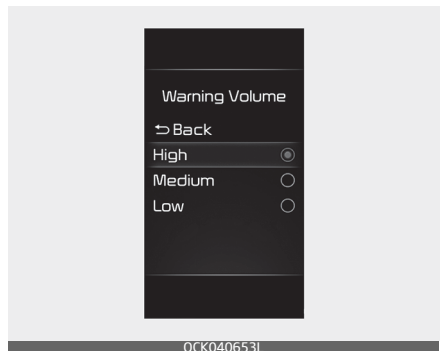 Warning Volume
Back
High
Medium
Low
OCK040653L